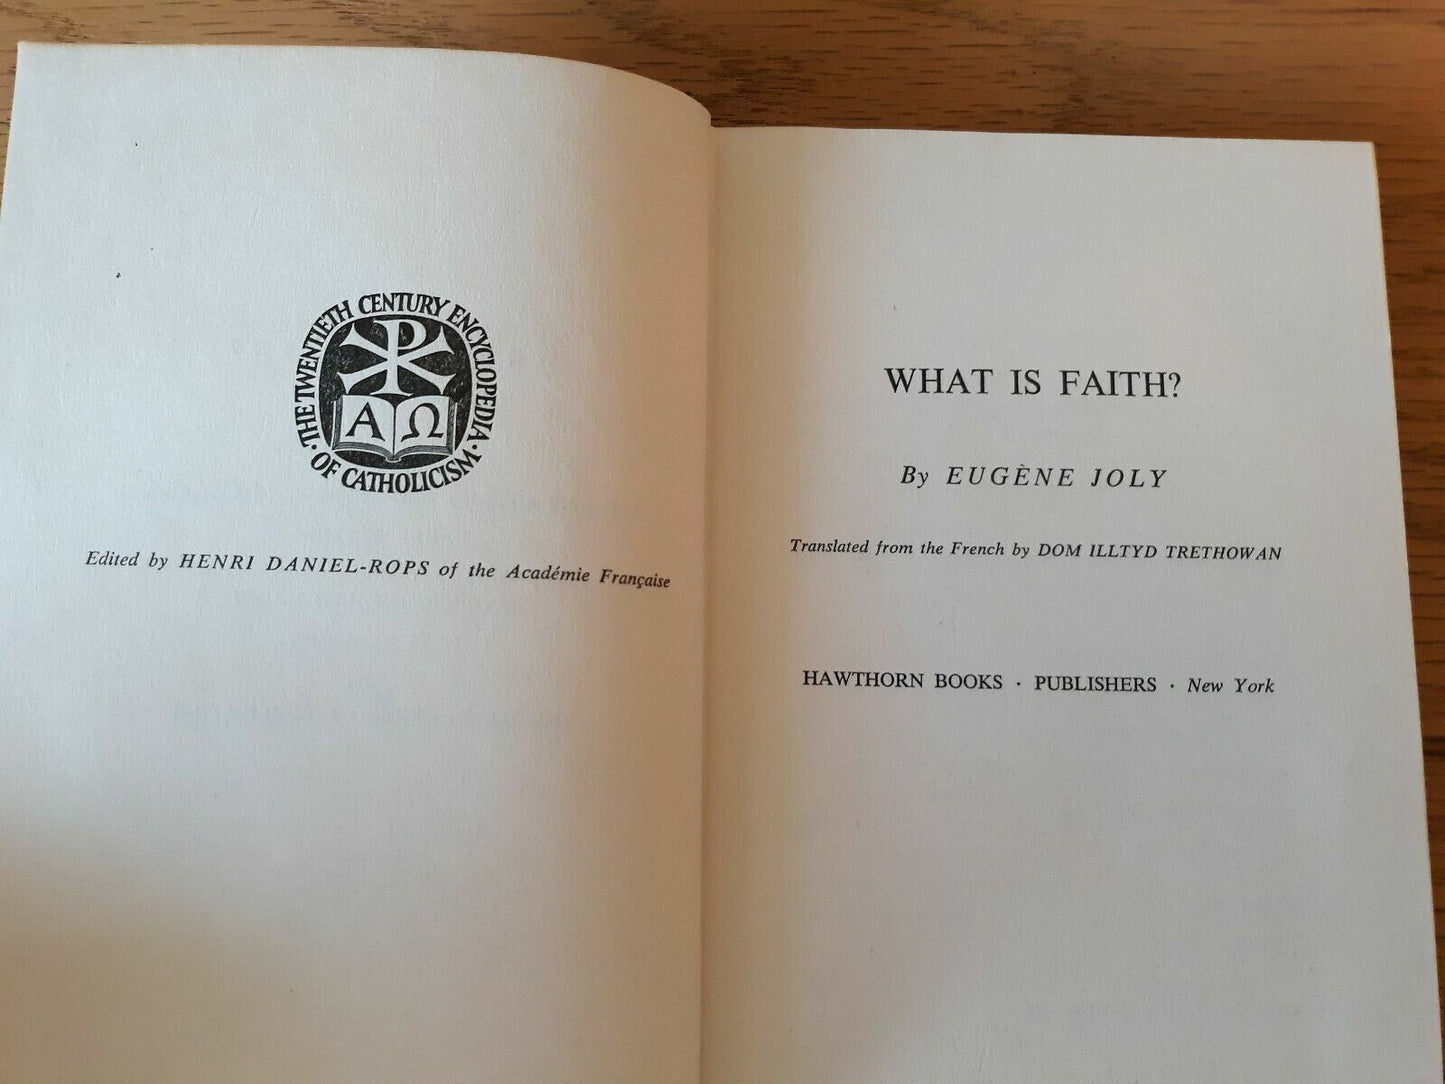 THE TWENTIETH CENTURY ENCYCLOPEDIA
· OF CATHOLICISM ·
Α Ω
Edited by HENRI DANIEL-ROPS of the Académie Française
WHAT IS FAITH?
By EUGÈNE JOLY
Translated from the French by DOM ILLTYD TRETHOWAN
HAWTHORN BOOKS · PUBLISHERS · New York